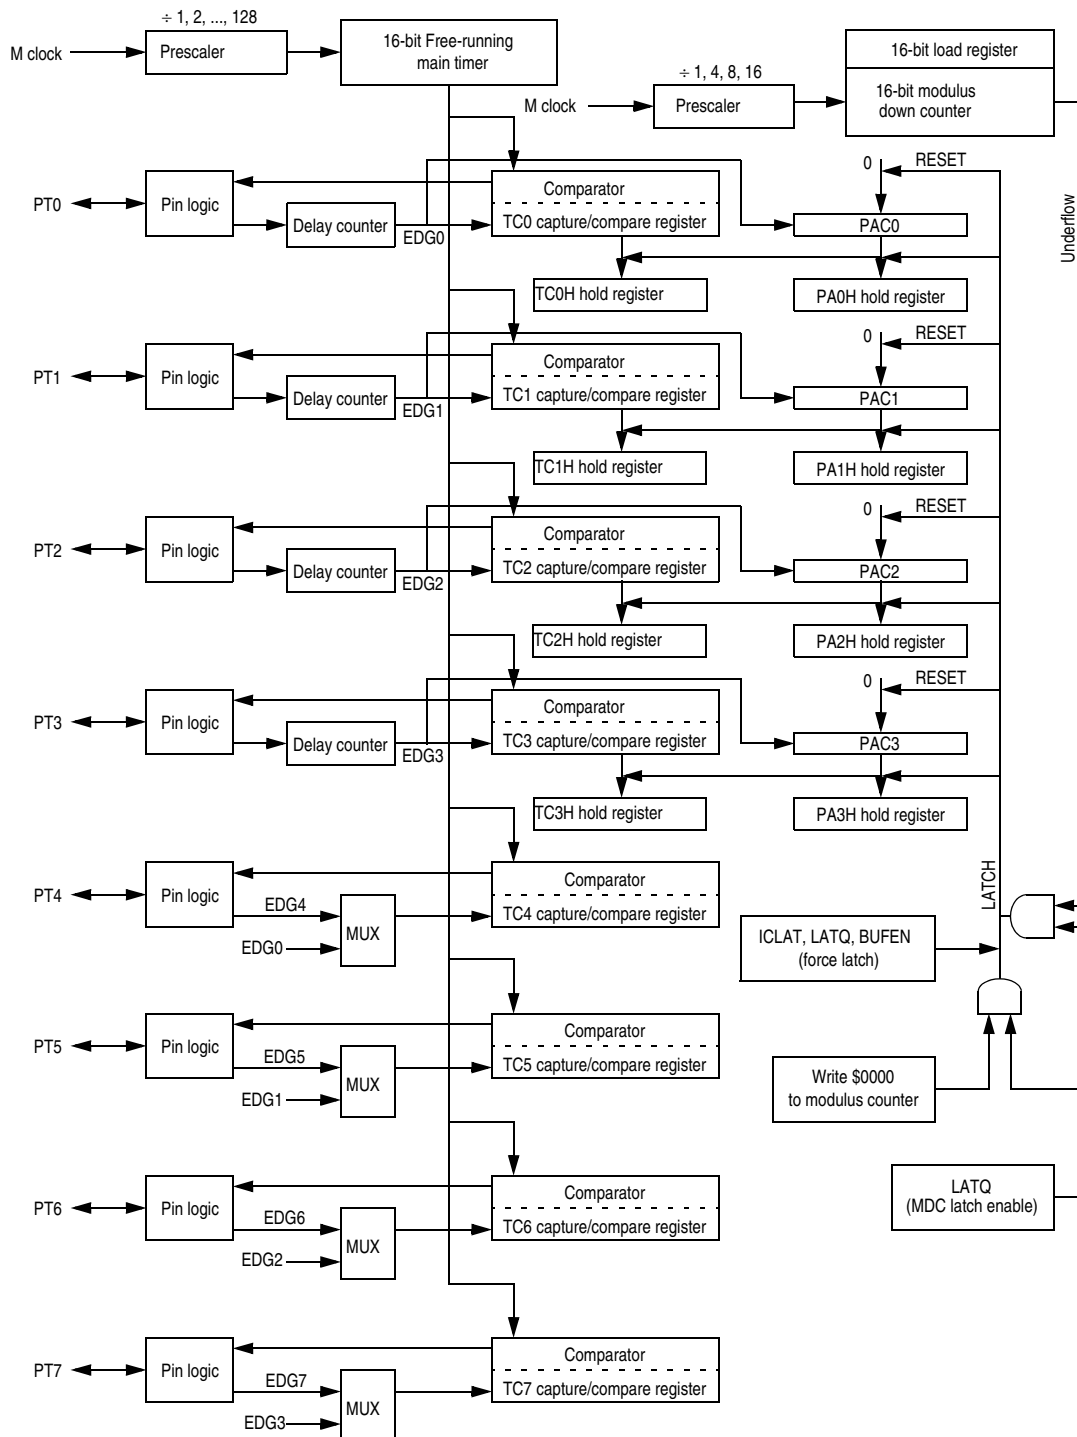 ÷ 1, 2, ..., 128
M clock
Prescaler
16-bit Free-running
main timer
16-bit load register
16-bit modulus
down counter
÷ 1, 4, 8, 16
M clock
Prescaler
Underflow
PT0
Pin logic
Delay counter
EDG0
Comparator
TC0 capture/compare register
TC0H hold register
0
RESET
PAC0
PA0H hold register
PT1
Pin logic
Delay counter
EDG1
Comparator
TC1 capture/compare register
TC1H hold register
0
RESET
PAC1
PA1H hold register
PT2
Pin logic
Delay counter
EDG2
Comparator
TC2 capture/compare register
TC2H hold register
0
RESET
PAC2
PA2H hold register
PT3
Pin logic
Delay counter
EDG3
Comparator
TC3 capture/compare register
TC3H hold register
0
RESET
PAC3
PA3H hold register
PT4
Pin logic
EDG4
EDG0
MUX
Comparator
TC4 capture/compare register
LATCH
ICLAT, LATQ, BUFEN
(force latch)
PT5
Pin logic
EDG5
EDG1
MUX
Comparator
TC5 capture/compare register
Write $0000
to modulus counter
PT6
Pin logic
EDG6
EDG2
MUX
Comparator
TC6 capture/compare register
LATQ
(MDC latch enable)
PT7
Pin logic
EDG7
EDG3
MUX
Comparator
TC7 capture/compare register